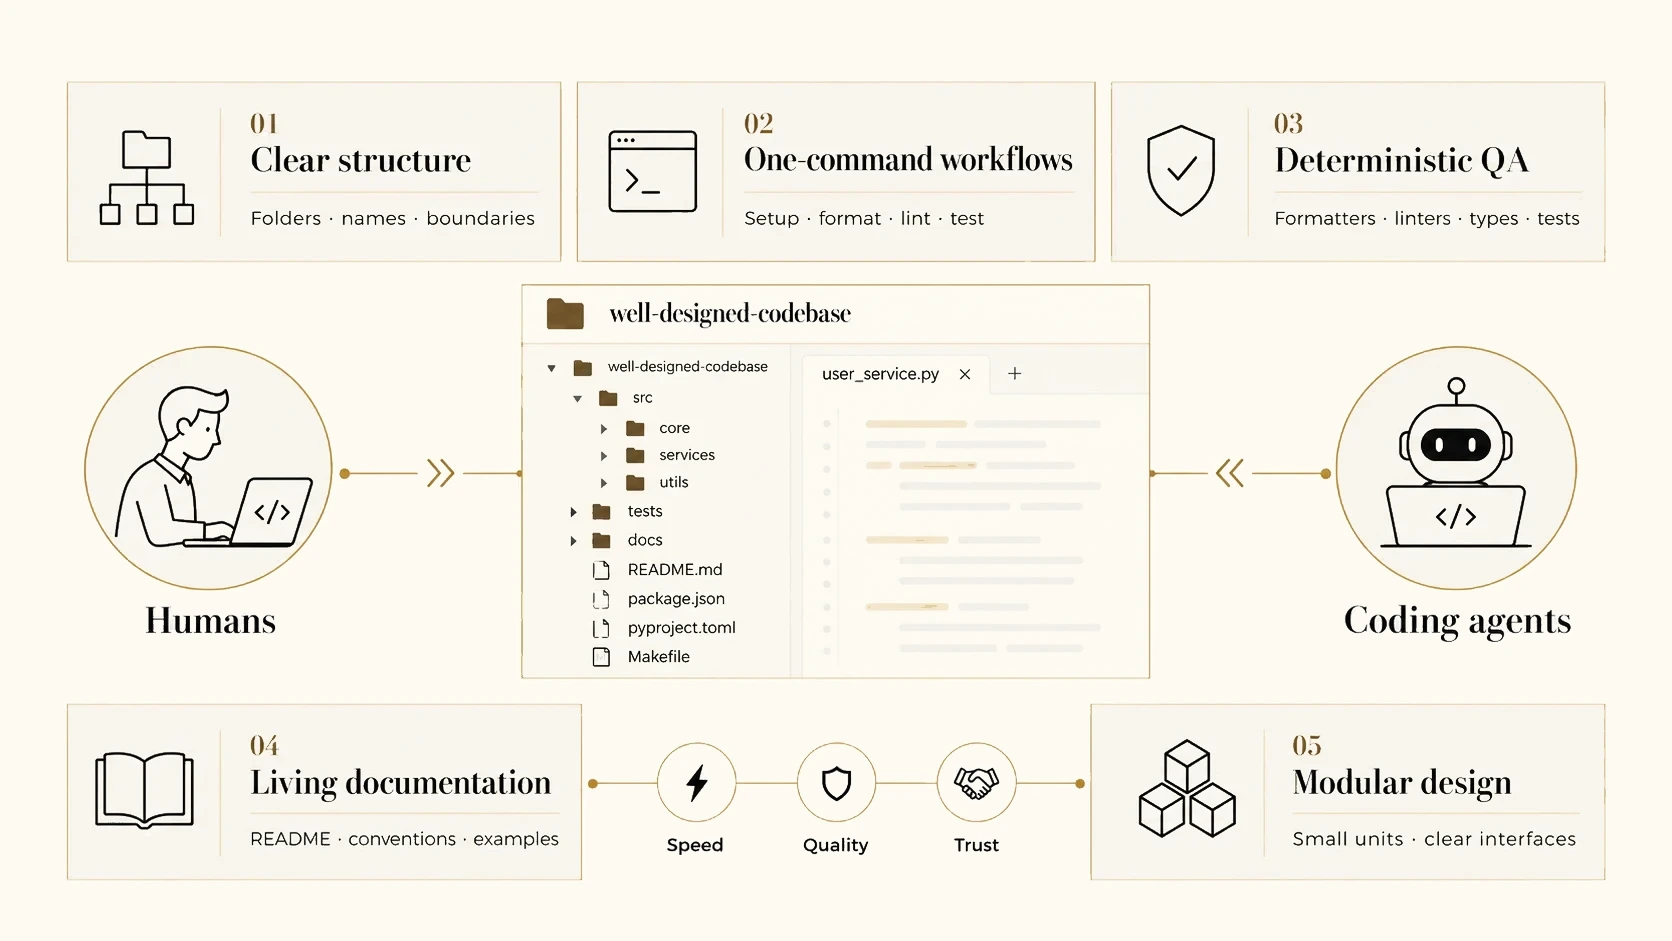 01
Clear structure
Folders · names · boundaries
02
One-command workflows
Setup · format · lint · test
03
Deterministic QA
Formatters · linters · types · tests
well-designed-codebase
well-designed-codebase
src
core
services
utils
tests
docs
README.md
package.json
pyproject.toml
Makefile
user_service.py × +
</>
Humans
</>
Coding agents
04
Living documentation
README · conventions · examples
Speed
Quality
Trust
05
Modular design
Small units · clear interfaces